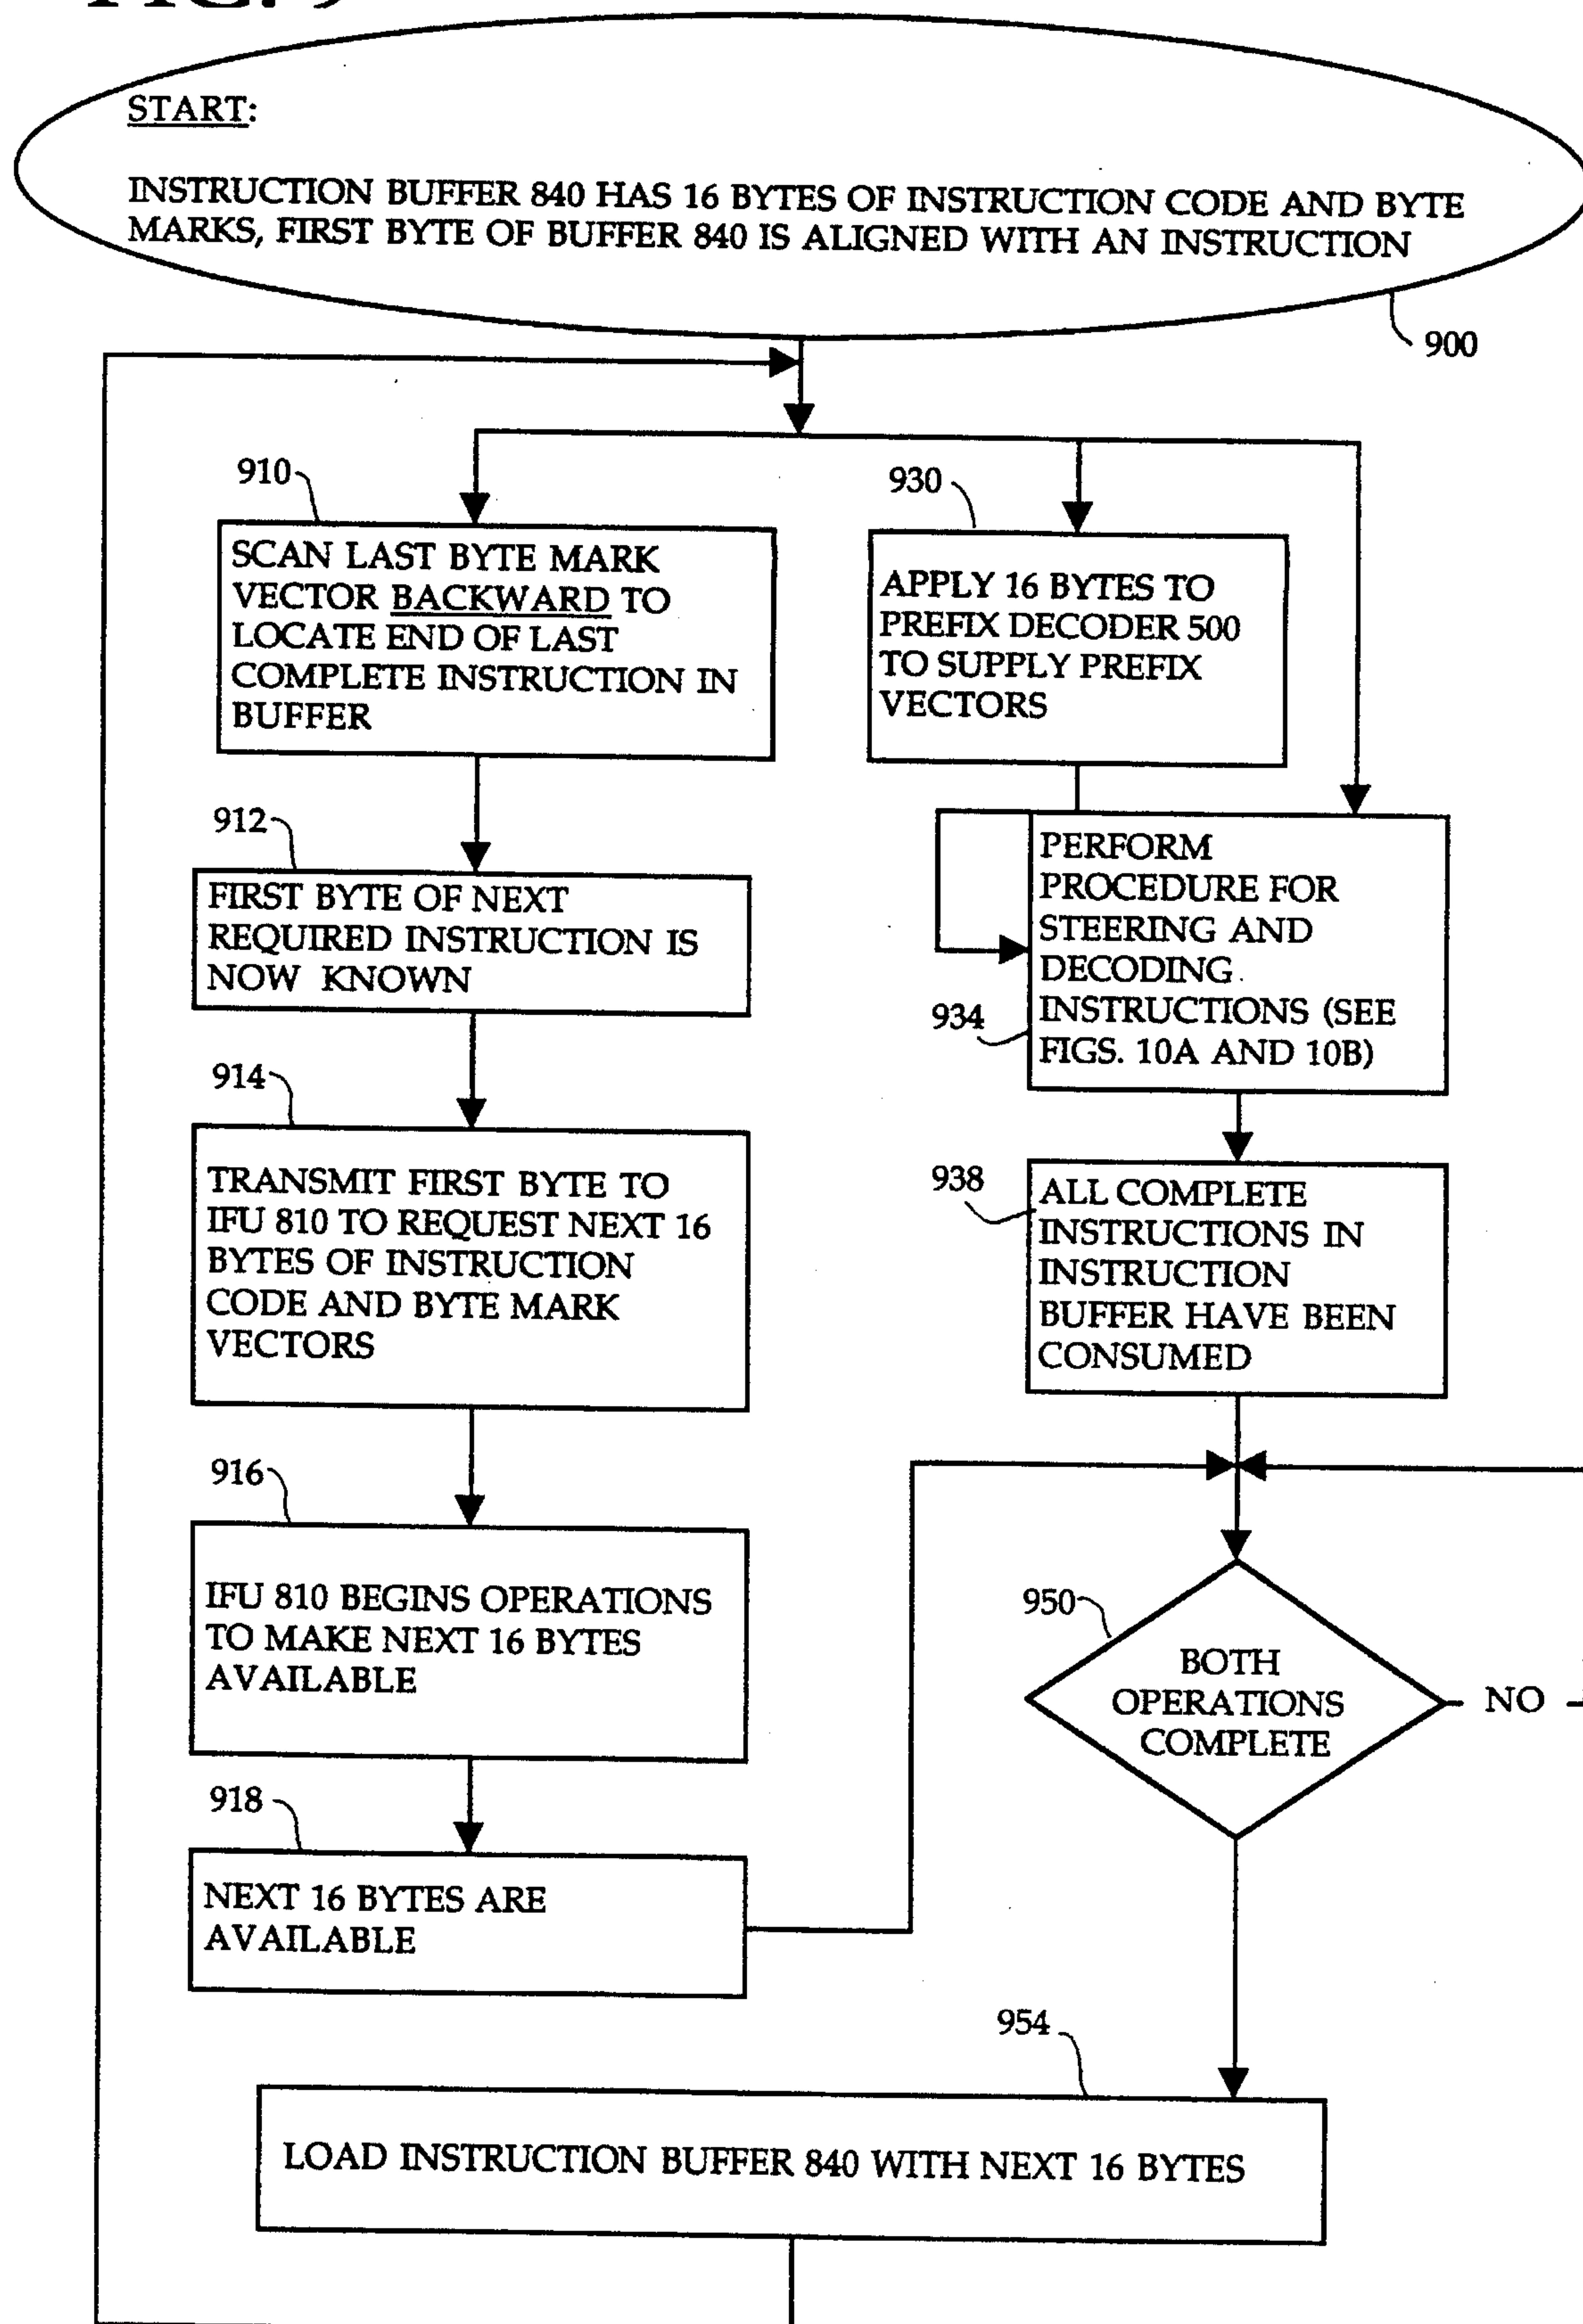 FIG. 9
START:
INSTRUCTION BUFFER 840 HAS 16 BYTES OF INSTRUCTION CODE AND BYTE
MARKS, FIRST BYTE OF BUFFER 840 IS ALIGNED WITH AN INSTRUCTION
900
910
SCAN LAST BYTE MARK
VECTOR BACKWARD TO
LOCATE END OF LAST
COMPLETE INSTRUCTION IN
BUFFER
930
APPLY 16 BYTES TO
PREFIX DECODER 500
TO SUPPLY PREFIX
VECTORS
912
FIRST BYTE OF NEXT
REQUIRED INSTRUCTION IS
NOW KNOWN
PERFORM
PROCEDURE FOR
STEERING AND
DECODING
INSTRUCTIONS (SEE
FIGS. 10A AND 10B)
934
914
TRANSMIT FIRST BYTE TO
IFU 810 TO REQUEST NEXT 16
BYTES OF INSTRUCTION
CODE AND BYTE MARK
VECTORS
938
ALL COMPLETE
INSTRUCTIONS IN
INSTRUCTION
BUFFER HAVE BEEN
CONSUMED
916
IFU 810 BEGINS OPERATIONS
TO MAKE NEXT 16 BYTES
AVAILABLE
950
BOTH
OPERATIONS
COMPLETE
NO
918
NEXT 16 BYTES ARE
AVAILABLE
954
LOAD INSTRUCTION BUFFER 840 WITH NEXT 16 BYTES